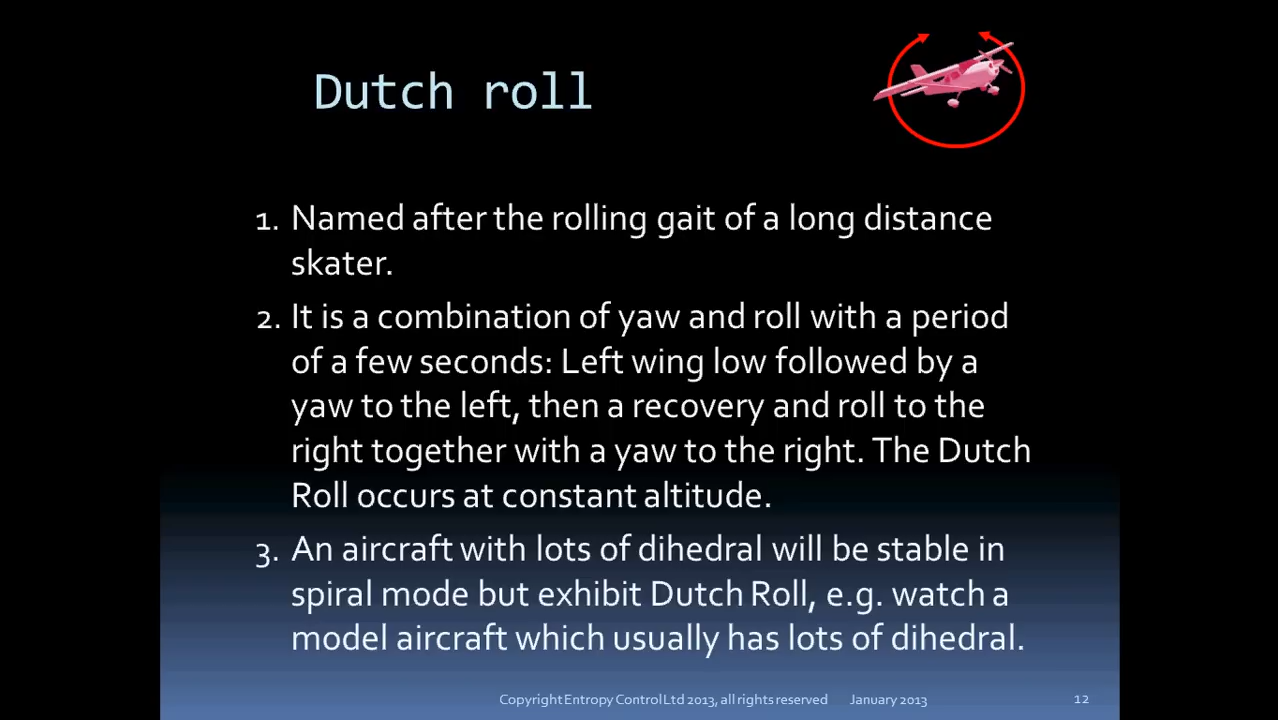 Dutch roll
1. Named after the rolling gait of a long distance
skater.
2. It is a combination of yaw and roll with a period
of a few seconds: Left wing low followed by a
yaw to the left, then a recovery and roll to the
right together with a yaw to the right. The Dutch
Roll occurs at constant altitude.
3. An aircraft with lots of dihedral will be stable in
spiral mode but exhibit Dutch Roll, e.g. watch a
model aircraft which usually has lots of dihedral.
Copyright Entropy Control Ltd 2013, all rights reserved January 2013 12